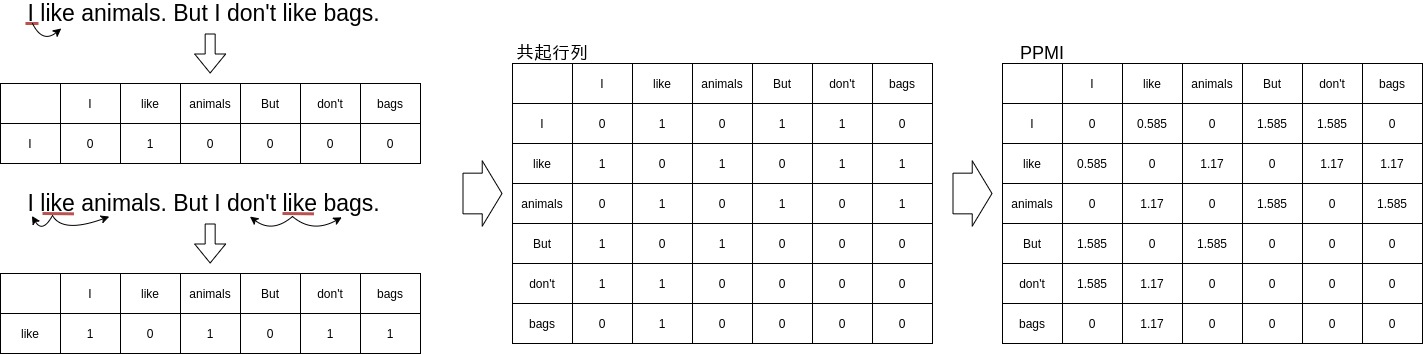 I like animals. But I don't like bags.
I like animals But don't bags
I 0 1 0 0 0 0
I like animals. But I don't like bags.
I like animals But don't bags
like 1 0 1 0 1 1
共起行列
I like animals But don't bags
I 0 1 0 1 1 0
like 1 0 1 0 1 1
animals 0 1 0 1 0 1
But 1 0 1 0 0 0
don't 1 1 0 0 0 0
bags 0 1 0 0 0 0
PPMI
I like animals But don't bags
I 0 0.585 0 1.585 1.585 0
like 0.585 0 1.17 0 1.17 1.17
animals 0 1.17 0 1.585 0 1.585
But 1.585 0 1.585 0 0 0
don't 1.585 1.17 0 0 0 0
bags 0 1.17 0 0 0 0